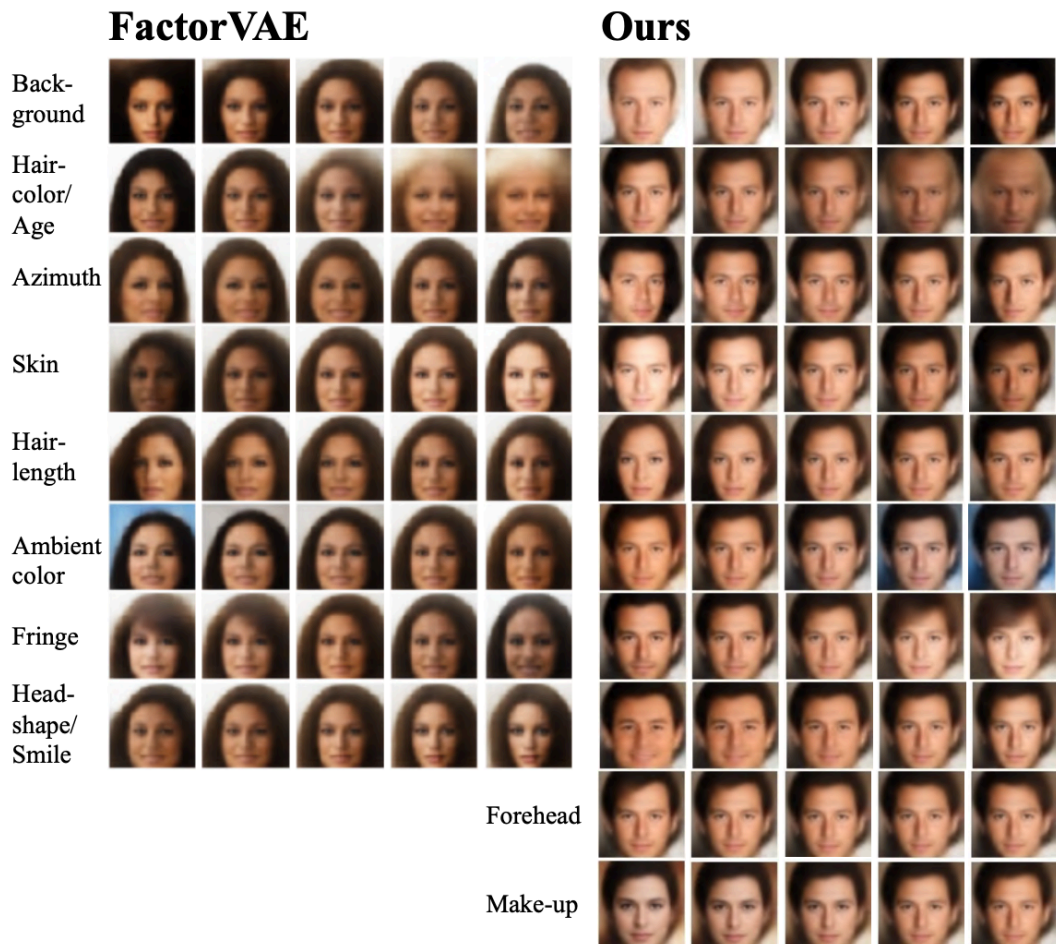 FactorVAE
Ours
Back-
ground
Hair-
color/
Age
Azimuth
Skin
Hair-
length
Ambient
color
Fringe
Head-
shape/
Smile
Forehead
Make-up